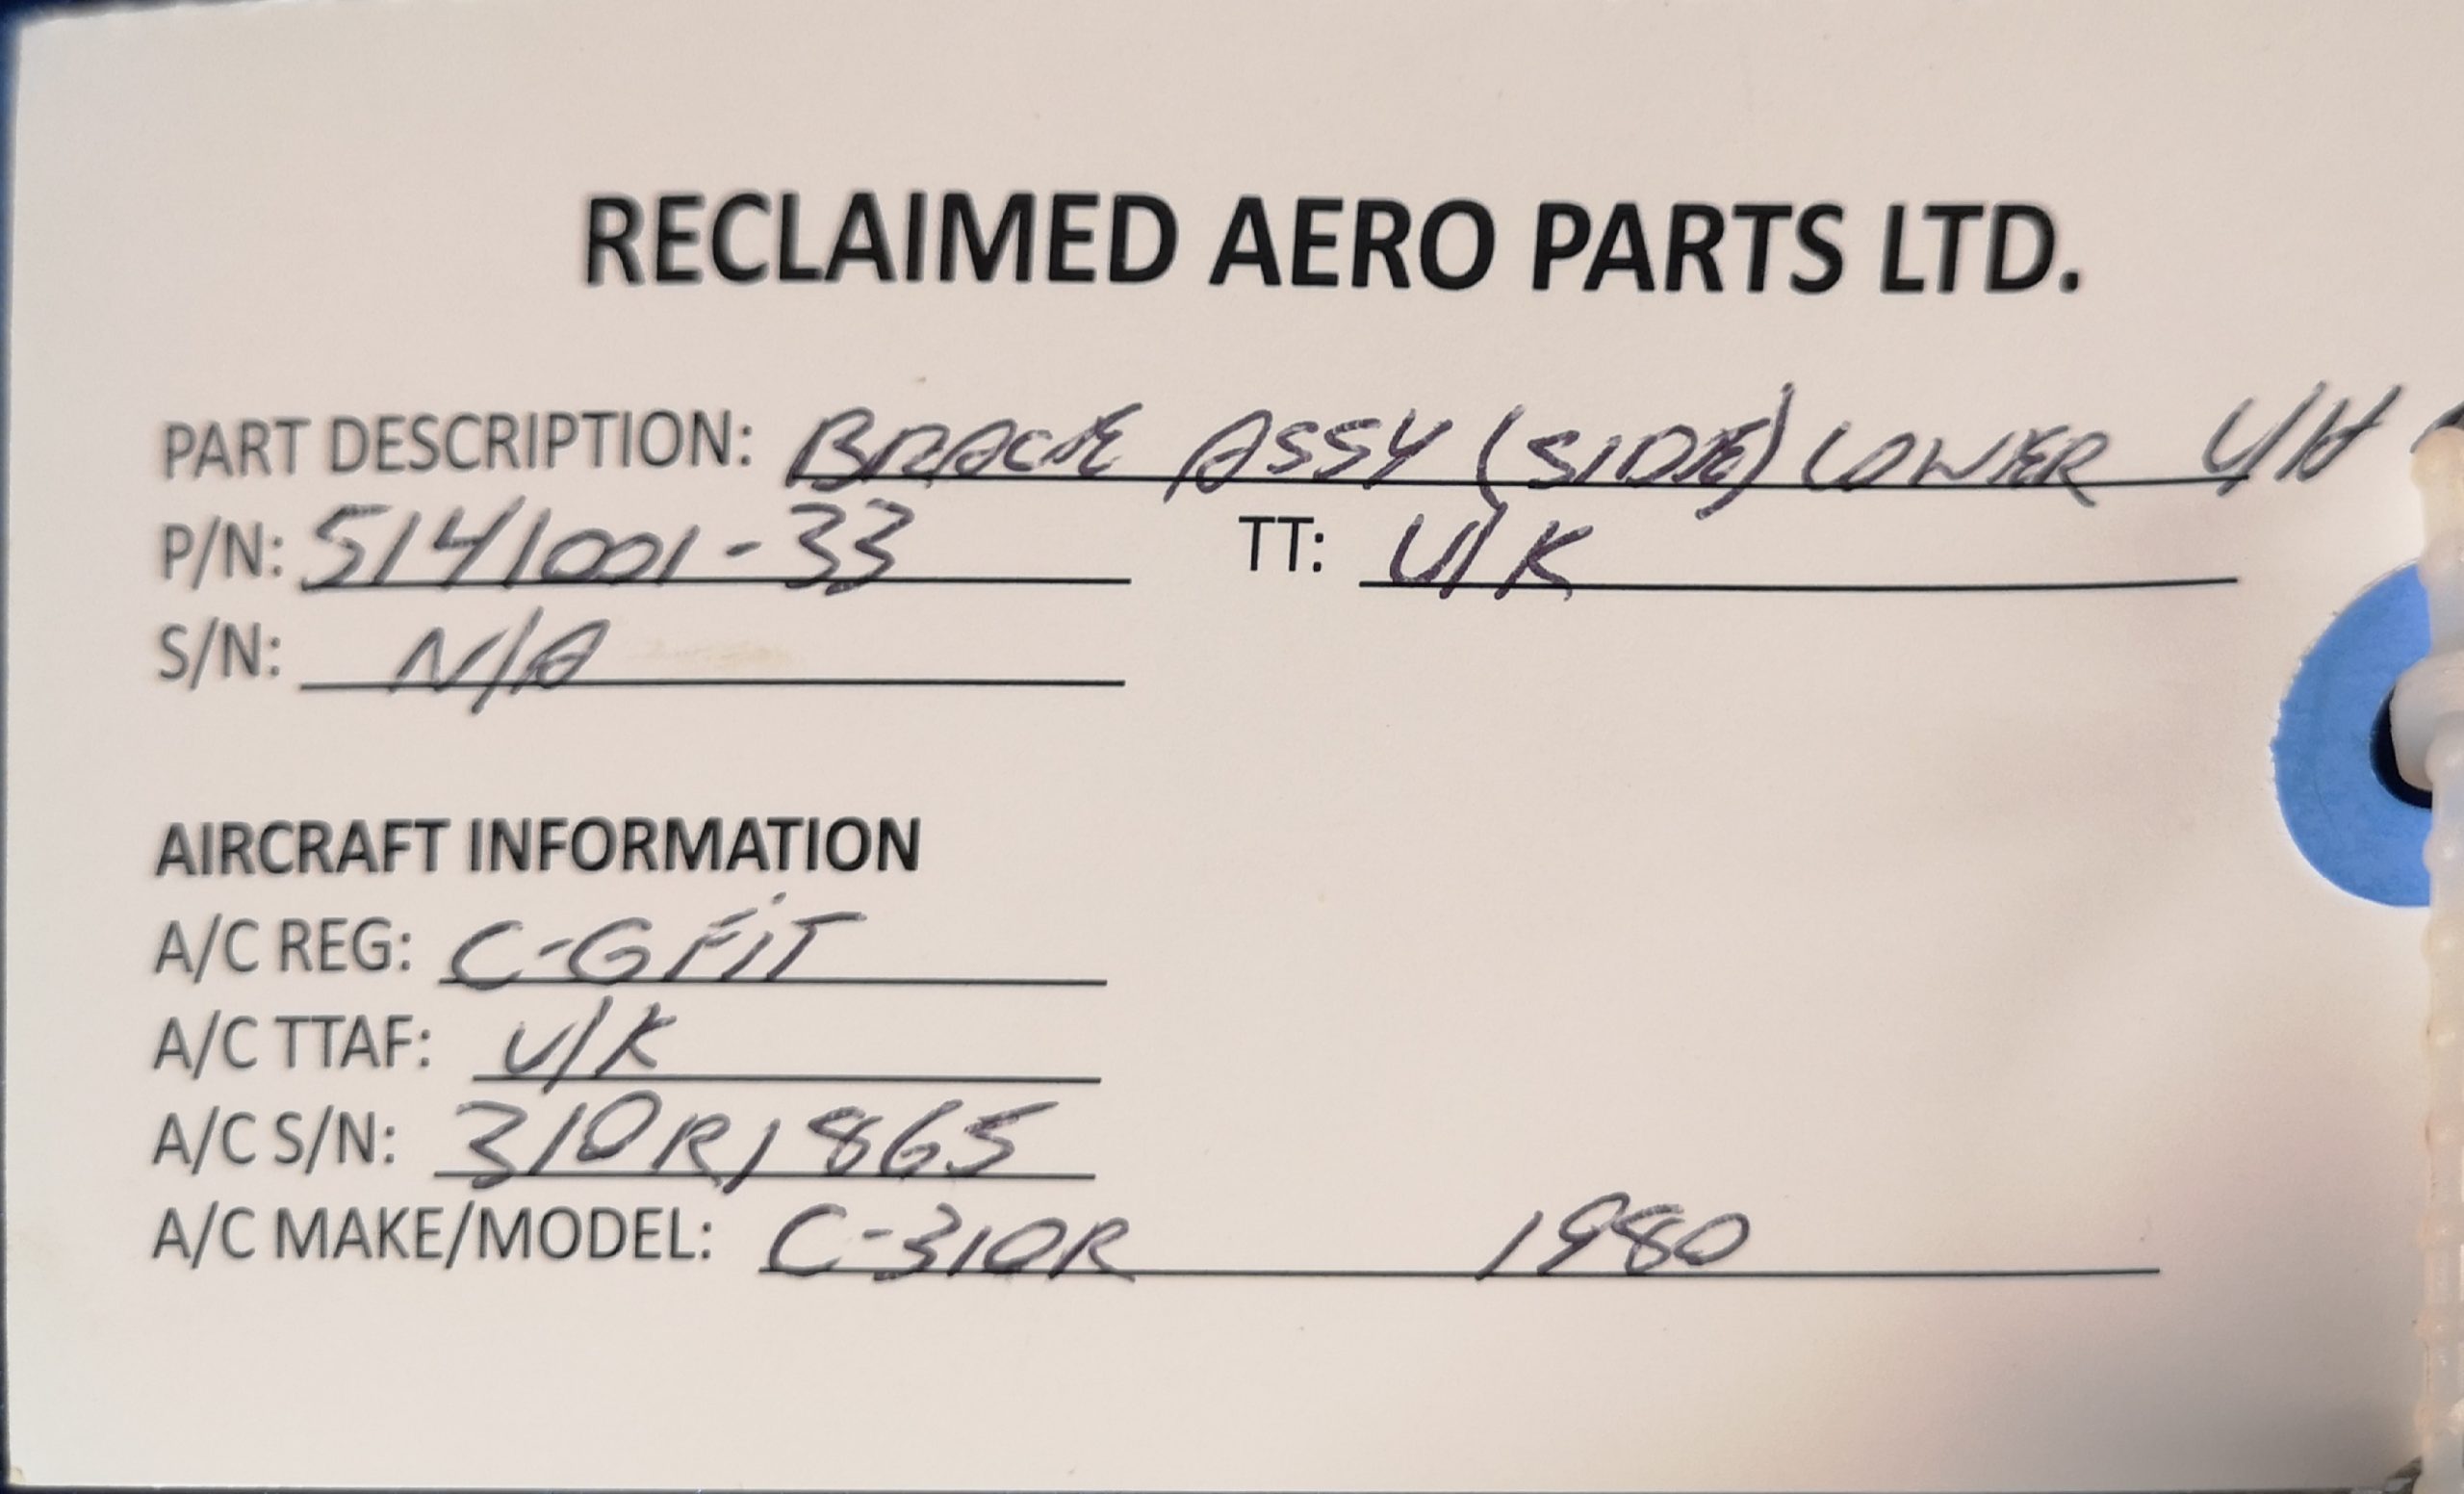 RECLAIMED AERO PARTS LTD.
PART DESCRIPTION: BRACE ASSY (SIDE) LOWER L/H
P/N: 5141001-33 TT: U/K
S/N: N/A
AIRCRAFT INFORMATION
A/C REG: C-GFIT
A/C TTAF: U/K
A/C S/N: 310R1865
A/C MAKE/MODEL: C-310R 1980